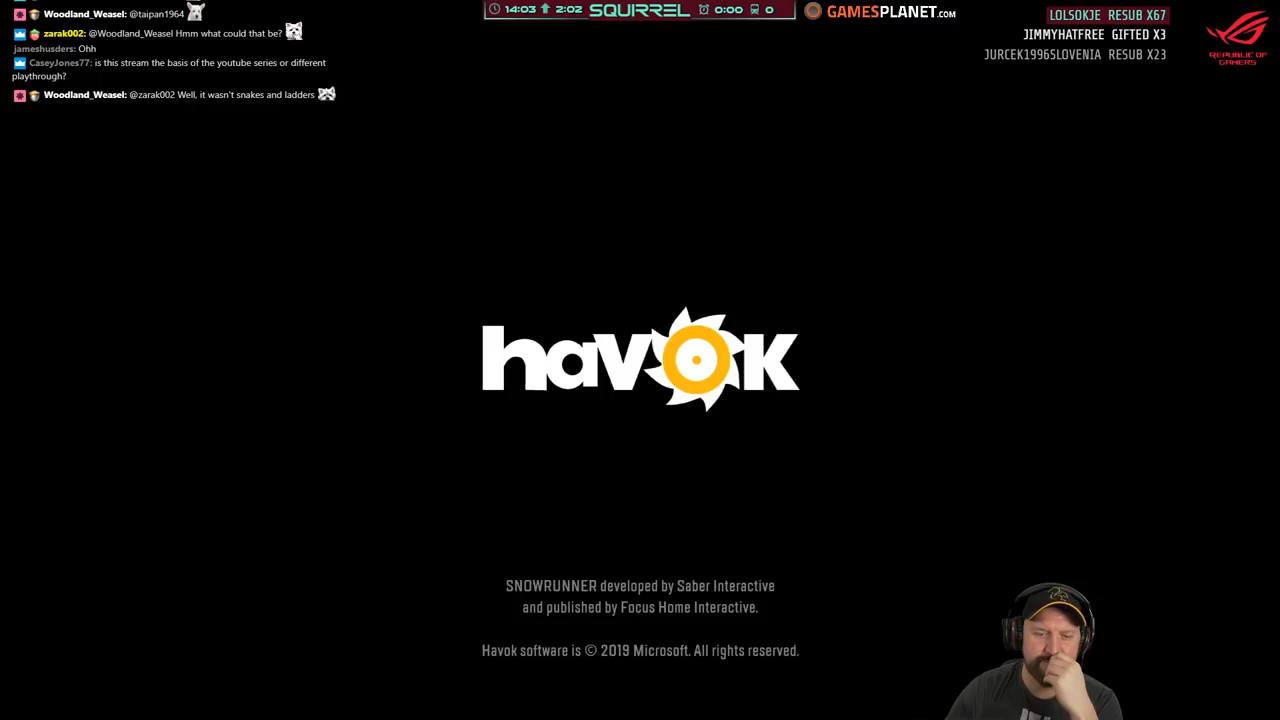 Woodland_Weasel: @taipan1964
zarak002: @Woodland_Weasel Hmm what could that be?
jameshusders: Ohh
CaseyJones77: is this stream the basis of the youtube series or different
playthrough?
Woodland_Weasel: @zarak002 Well, it wasn't snakes and ladders
14:03 2:02 SQUIRREL 0:00 0
GAMESPLANET.COM
LOLSOKJE RESUB X67
JIMMYHATFREE GIFTED X3
JURCEK1996SLOVENIA RESUB X23
REPUBLIC OF
GAMERS
havok
SNOWRUNNER developed by Saber Interactive
and published by Focus Home Interactive.
Havok software is © 2019 Microsoft. All rights reserved.